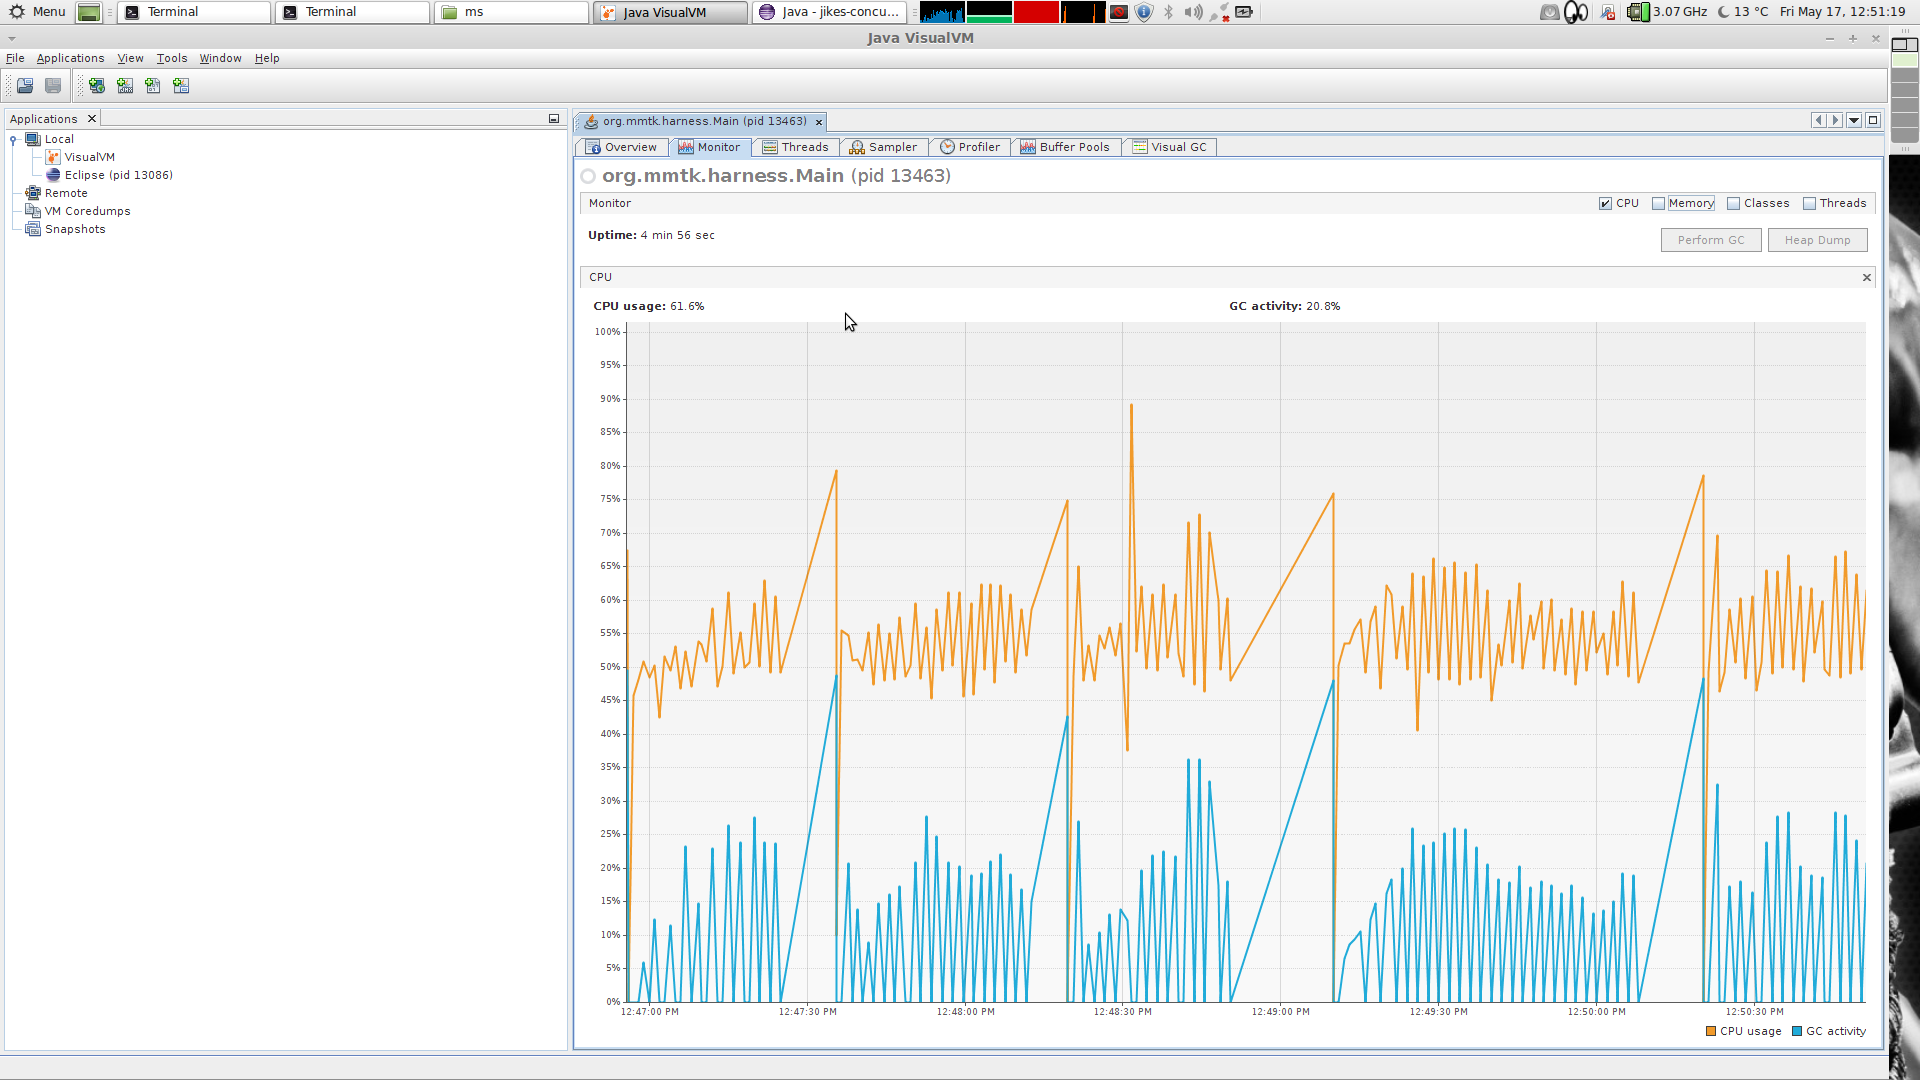 Menu Terminal Terminal ms Java VisualVM Java - jikes-concu... 3.07 GHz 13 °C Fri May 17, 12:51:19
Java VisualVM
File Applications View Tools Window Help
Applications
Local
VisualVM
Eclipse (pid 13086)
Remote
VM Coredumps
Snapshots
org.mmtk.harness.Main (pid 13463)
Overview Monitor Threads Sampler Profiler Buffer Pools Visual GC
org.mmtk.harness.Main (pid 13463)
Monitor CPU Memory Classes Threads
Uptime: 4 min 56 sec
Perform GC Heap Dump
CPU
CPU usage: 61.6% GC activity: 20.8%
100%
95%
90%
85%
80%
75%
70%
65%
60%
55%
50%
45%
40%
35%
30%
25%
20%
15%
10%
5%
0%
12:47:00 PM 12:47:30 PM 12:48:00 PM 12:48:30 PM 12:49:00 PM 12:49:30 PM 12:50:00 PM 12:50:30 PM
CPU usage GC activity